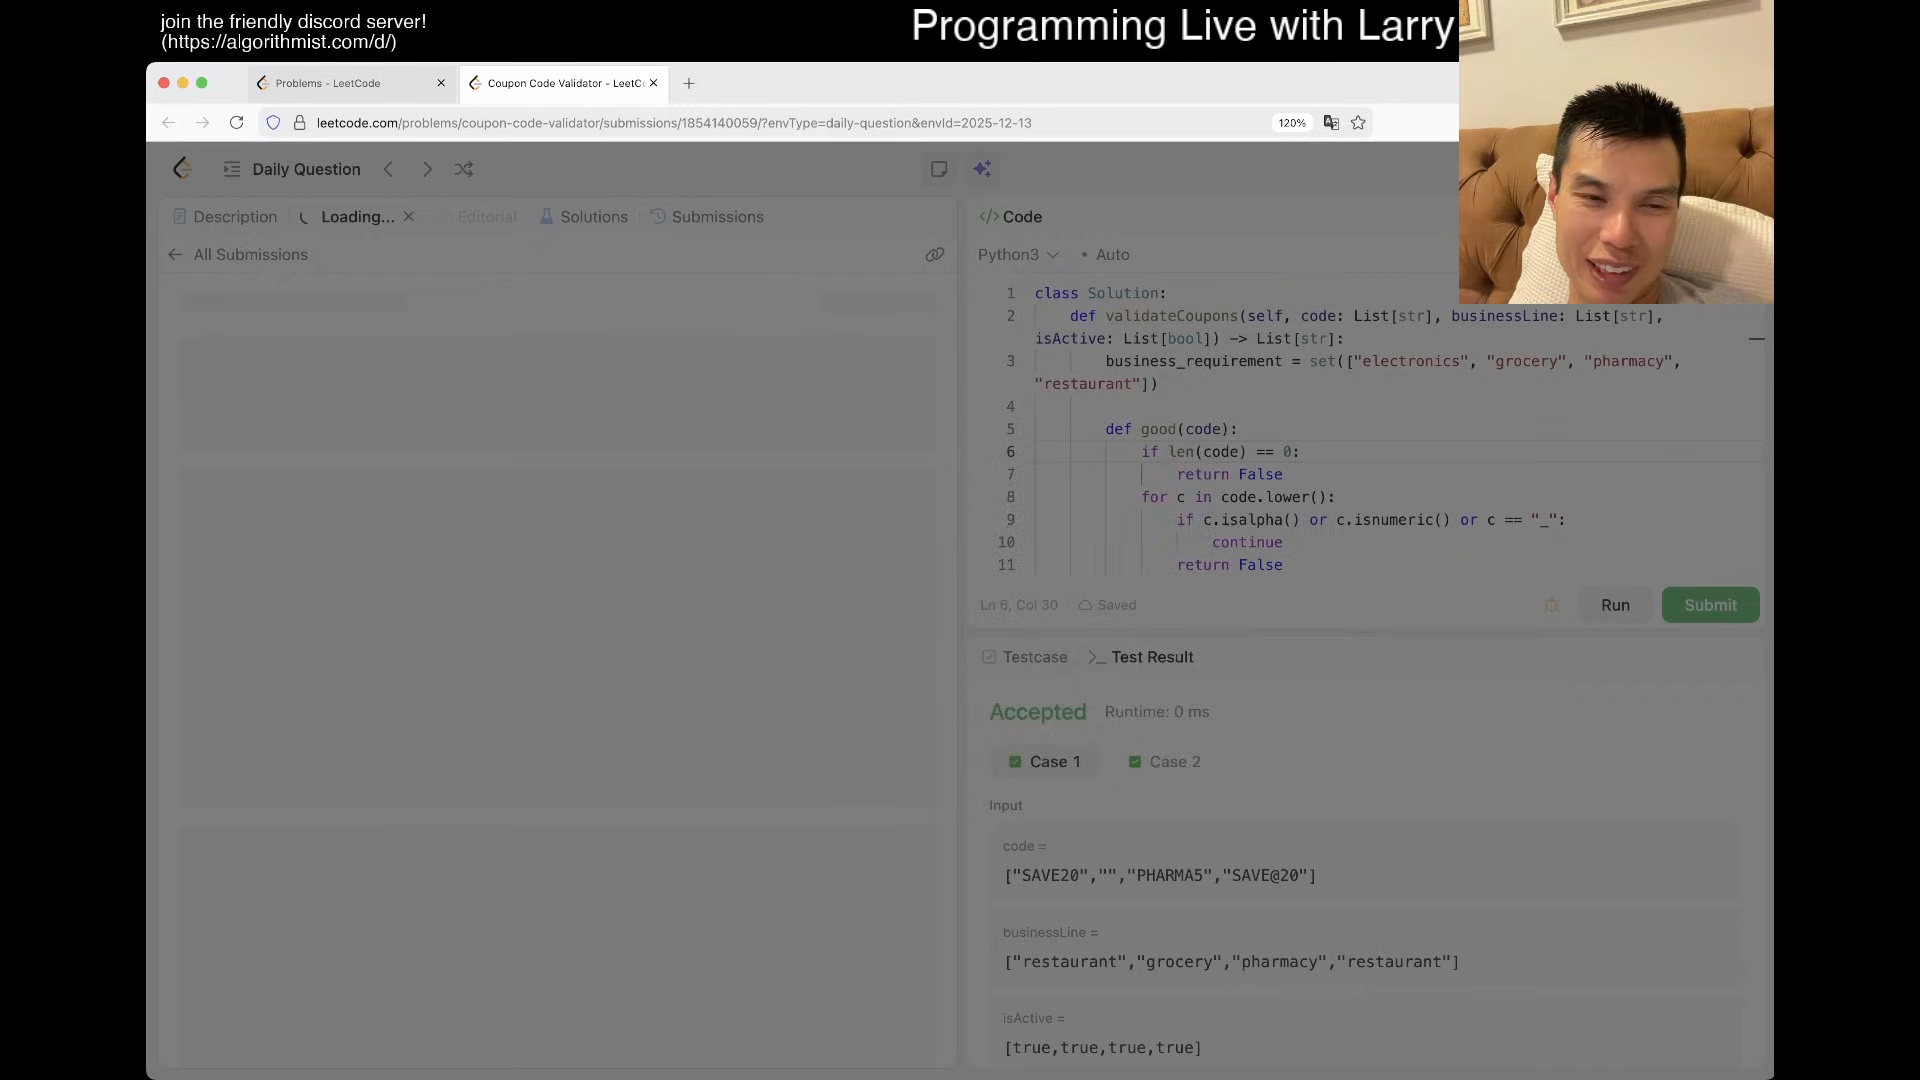 join the friendly discord server!
(https://algorithmist.com/d/)
Programming Live with Larry
Problems - LeetCode
Coupon Code Validator - LeetC
leetcode.com/problems/coupon-code-validator/submissions/1854140059/?envType=daily-question&envId=2025-12-13
120%
Daily Question
Description
Loading...
Editorial
Solutions
Submissions
All Submissions
</> Code
Python3
Auto
1 class Solution:
2 def validateCoupons(self, code: List[str], businessLine: List[str],
isActive: List[bool]) -> List[str]:
3 business_requirement = set(["electronics", "grocery", "pharmacy",
"restaurant"])
4
5 def good(code):
6 if len(code) == 0:
7 return False
8 for c in code.lower():
9 if c.isalpha() or c.isnumeric() or c == "_":
10 continue
11 return False
Ln 6, Col 30
Saved
Run
Submit
Testcase
>_ Test Result
Accepted
Runtime: 0 ms
Case 1
Case 2
Input
code =
["SAVE20","","PHARMA5","SAVE@20"]
businessLine =
["restaurant","grocery","pharmacy","restaurant"]
isActive =
[true,true,true,true]